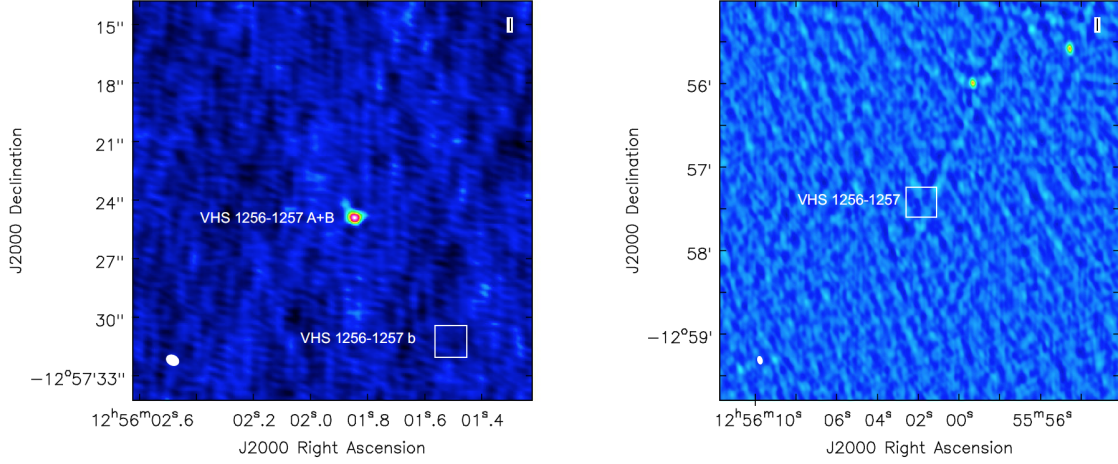 I
15"
18"
21"
24"
27"
30"
−12°57'33"
J2000 Declination
VHS 1256-1257 A+B
VHS 1256-1257 b
12ʰ56ᵐ02ˢ.6
02ˢ.2
02ˢ.0
01ˢ.8
01ˢ.6
01ˢ.4
J2000 Right Ascension
I
56'
57'
58'
−12°59'
J2000 Declination
VHS 1256-1257
12ʰ56ᵐ10ˢ
06ˢ
04ˢ
02ˢ
00ˢ
55ᵐ56ˢ
J2000 Right Ascension